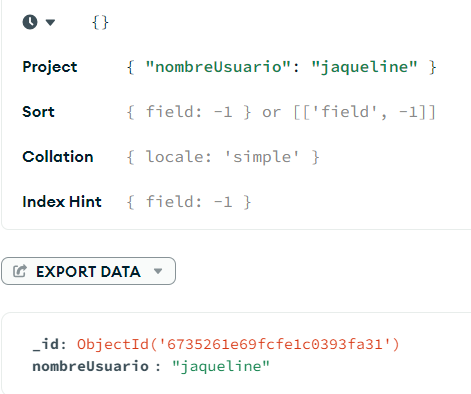 {}
Project { "nombreUsuario": "jaqueline" }
Sort { field: -1 } or [['field', -1]]
Collation { locale: 'simple' }
Index Hint { field: -1 }
EXPORT DATA
_id: ObjectId('6735261e69fcfe1c0393fa31')
nombreUsuario : "jaqueline"